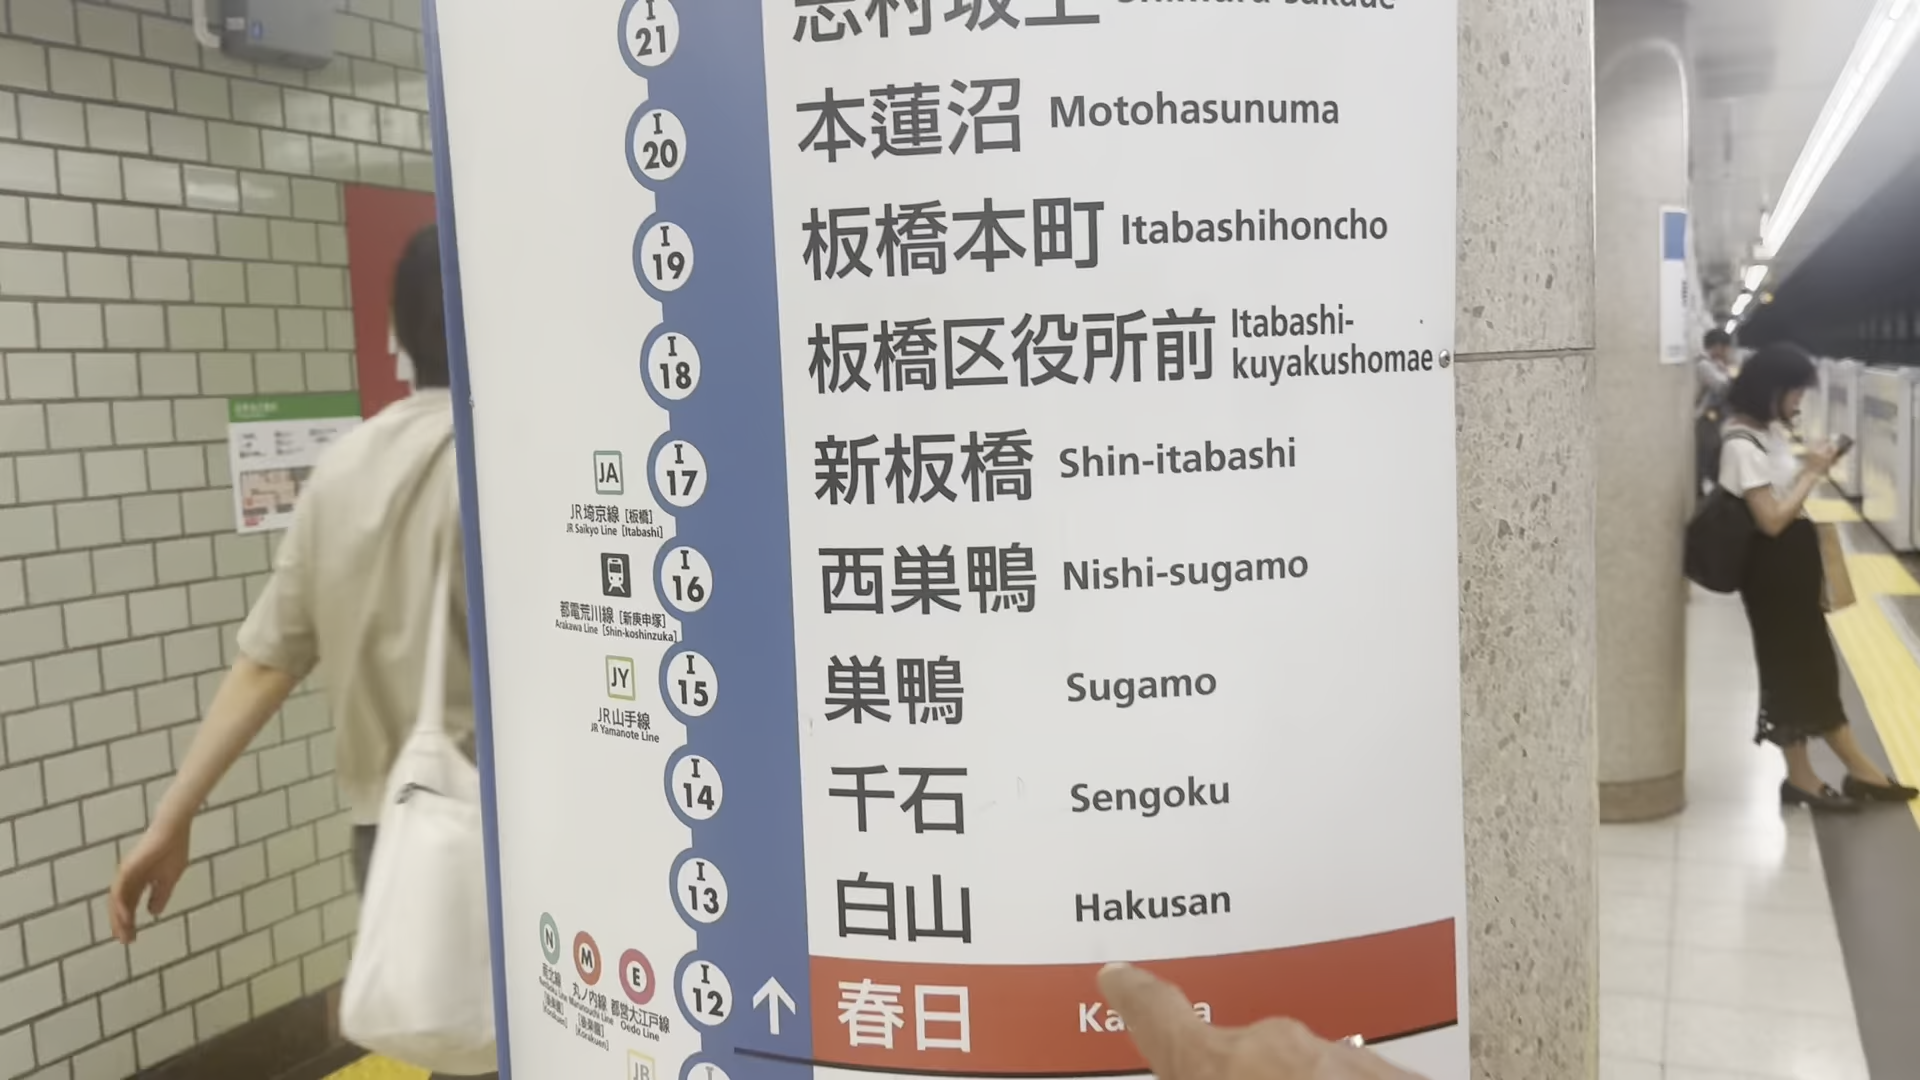 I 21 志村坂上 Shimura-sakaue
I 20 本蓮沼 Motohasunuma
I 19 板橋本町 Itabashihoncho
I 18 板橋区役所前 Itabashi-
kuyakushomae
I 17 新板橋 Shin-itabashi
JA
JR埼京線［板橋］
JR Saikyo Line [Itabashi]
I 16 西巣鴨 Nishi-sugamo
都電荒川線［新庚申塚］
Arakawa Line [Shin-koshinzuka]
I 15 巣鴨 Sugamo
JY
JR山手線
JR Yamanote Line
I 14 千石 Sengoku
I 13 白山 Hakusan
I 12 春日
N M E
南北線 丸ノ内線 都営大江戸線
Marunouchi Line Oedo Line
［後楽園］ ［後楽園］
[Korakuen] [Korakuen]
JB